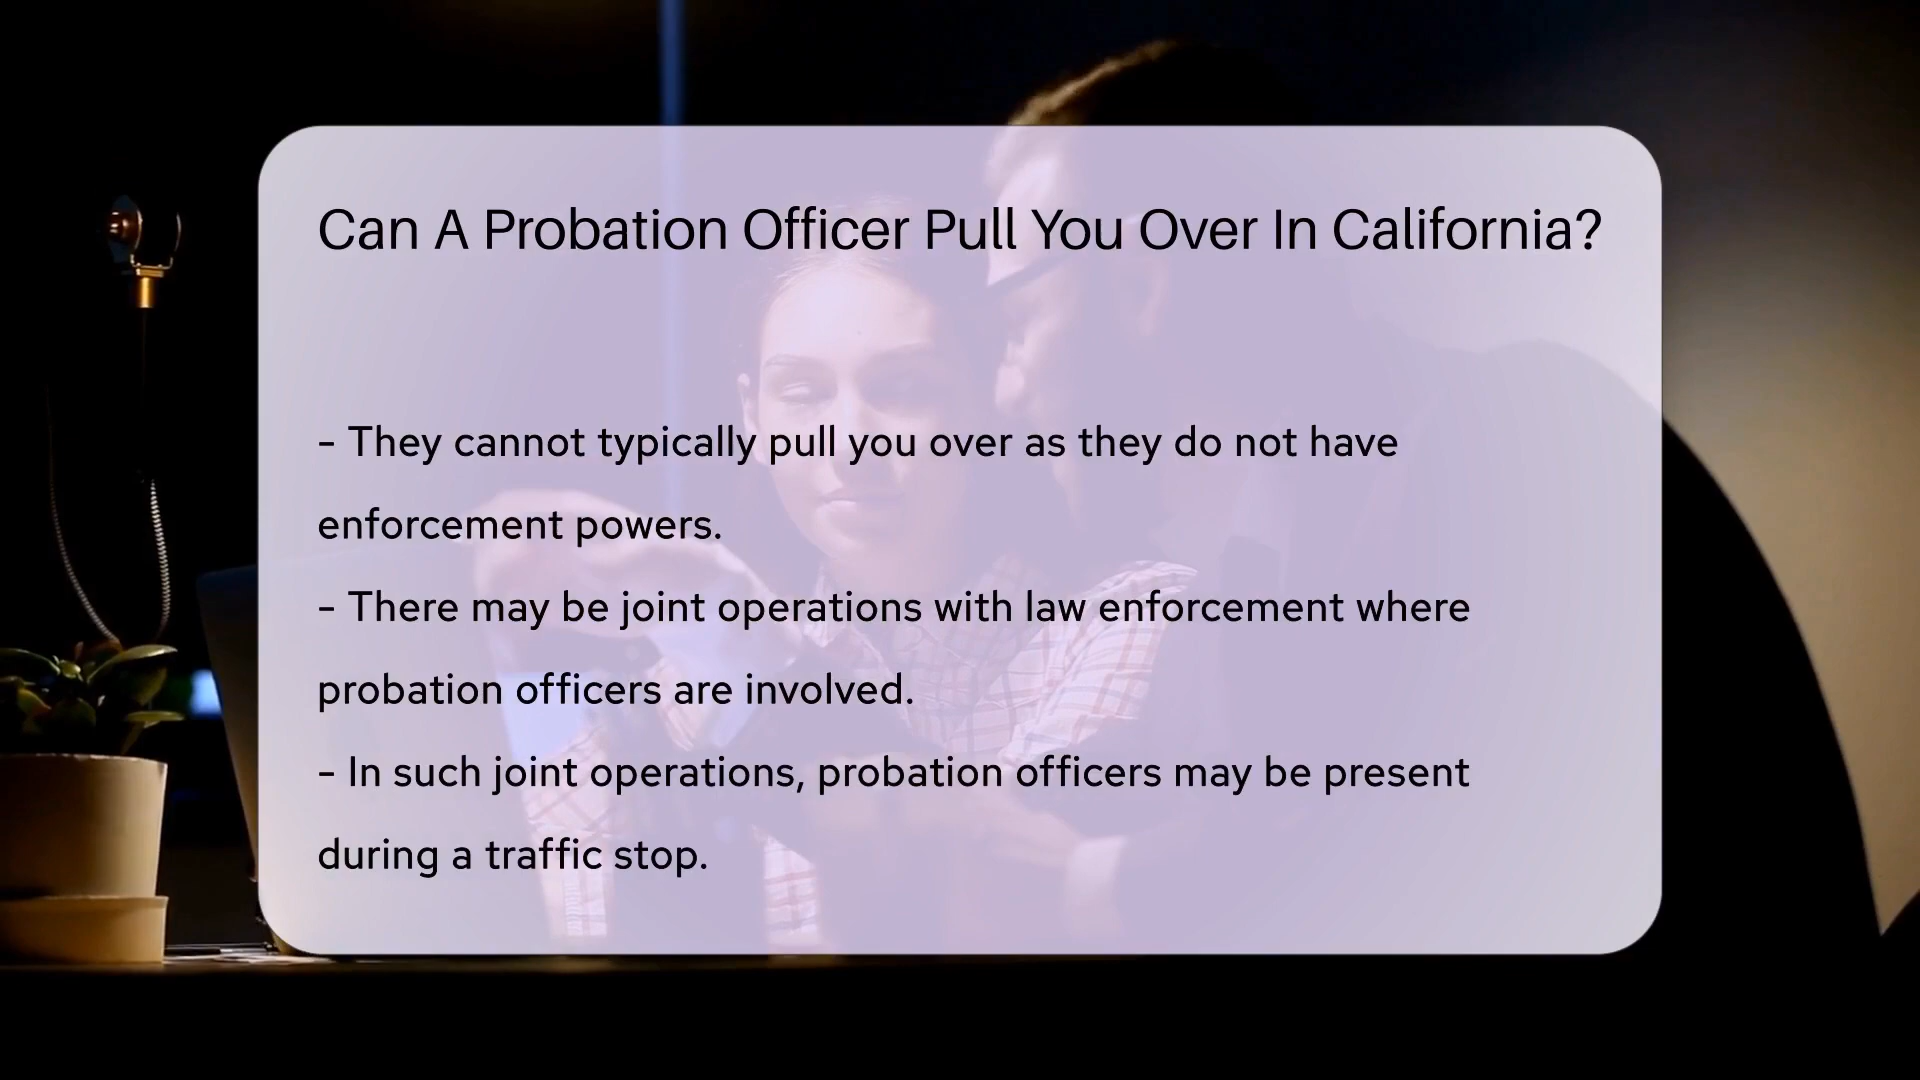 Can A Probation Officer Pull You Over In California?
- They cannot typically pull you over as they do not have
enforcement powers.
- There may be joint operations with law enforcement where
probation officers are involved.
- In such joint operations, probation officers may be present
during a traffic stop.